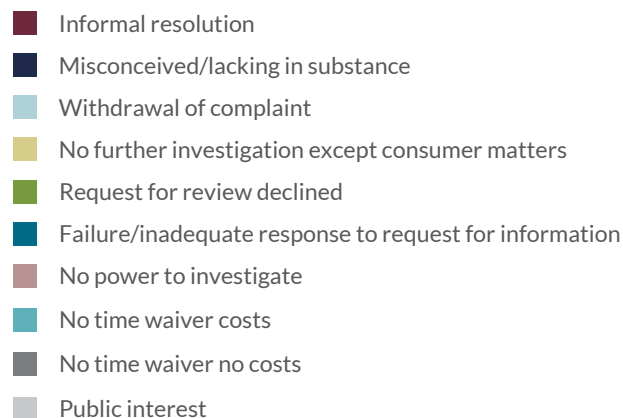 Informal resolution
Misconceived/lacking in substance
Withdrawal of complaint
No further investigation except consumer matters
Request for review declined
Failure/inadequate response to request for information
No power to investigate
No time waiver costs
No time waiver no costs
Public interest